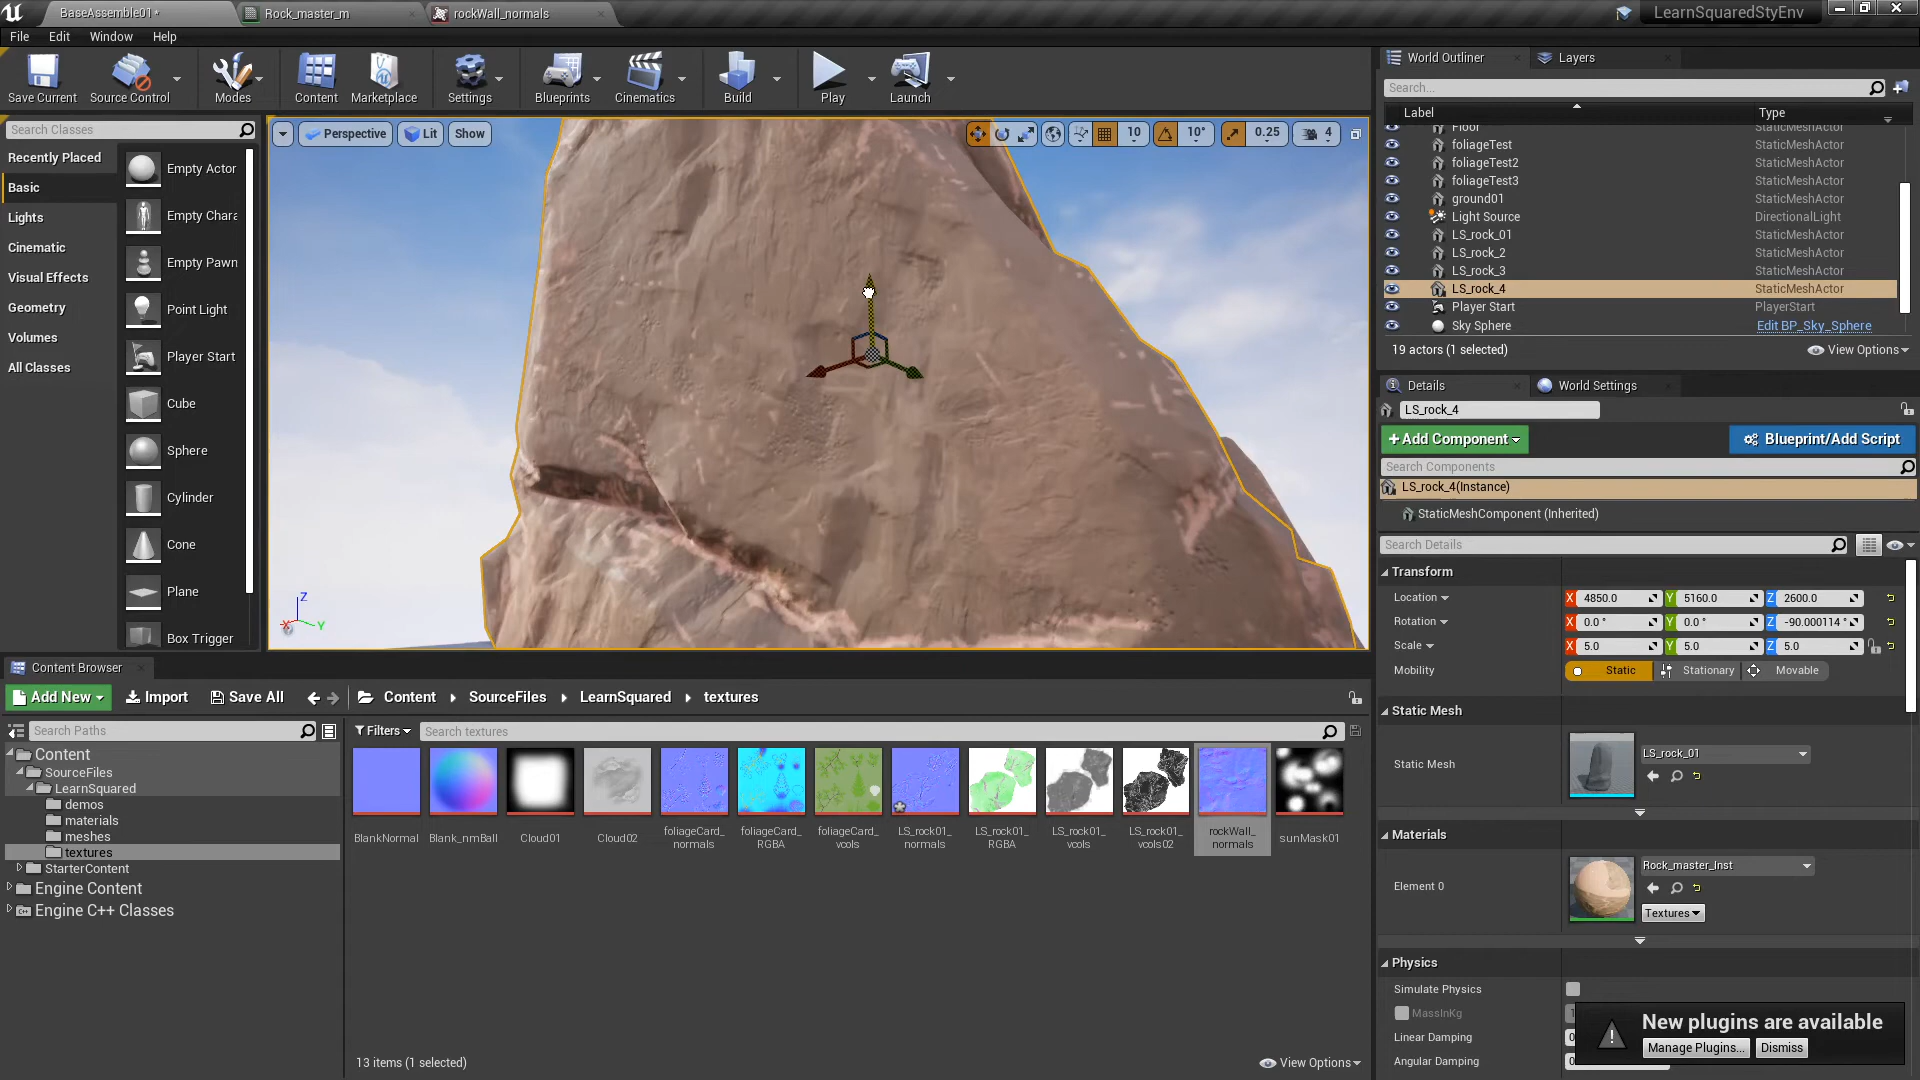 BaseAssemble01*
Rock_master_m
rockWall_normals
LearnSquaredStyEnv
File Edit Window Help
Save Current
Source Control
Modes
Content
Marketplace
Settings
Blueprints
Cinematics
Build
Play
Launch
Search Classes
Recently Placed
Basic
Lights
Cinematic
Visual Effects
Geometry
Volumes
All Classes
Empty Actor
Empty Chara
Empty Pawn
Point Light
Player Start
Cube
Sphere
Cylinder
Cone
Plane
Box Trigger
Perspective Lit Show
10 10° 0.25 4
Z
X
Y
World Outliner
Layers
Search...
Label Type
Floor StaticMeshActor
foliageTest StaticMeshActor
foliageTest2 StaticMeshActor
foliageTest3 StaticMeshActor
ground01 StaticMeshActor
Light Source DirectionalLight
LS_rock_01 StaticMeshActor
LS_rock_2 StaticMeshActor
LS_rock_3 StaticMeshActor
LS_rock_4 StaticMeshActor
Player Start PlayerStart
Sky Sphere Edit BP_Sky_Sphere
19 actors (1 selected)
View Options
Details
World Settings
LS_rock_4
+Add Component
Blueprint/Add Script
Search Components
LS_rock_4(Instance)
StaticMeshComponent (Inherited)
Search Details
Transform
Location X 4850.0 Y 5160.0 Z 2600.0
Rotation X 0.0 ° Y 0.0 ° Z -90.000114 °
Scale X 5.0 Y 5.0 Z 5.0
Mobility Static Stationary Movable
Static Mesh
Static Mesh
LS_rock_01
Materials
Element 0
Rock_master_Inst
Textures
Physics
Simulate Physics
MassInKg
Linear Damping
Angular Damping
New plugins are available
Manage Plugins... Dismiss
Content Browser
Add New Import Save All
Content SourceFiles LearnSquared textures
Search Paths
Filters
Search textures
Content
SourceFiles
LearnSquared
demos
materials
meshes
textures
StarterContent
Engine Content
Engine C++ Classes
BlankNormal
Blank_nmBall
Cloud01
Cloud02
foliageCard_
normals
foliageCard_
RGBA
foliageCard_
vcols
LS_rock01_
normals
LS_rock01_
RGBA
LS_rock01_
vcols
LS_rock01_
vcols02
rockWall_
normals
sunMask01
13 items (1 selected)
View Options